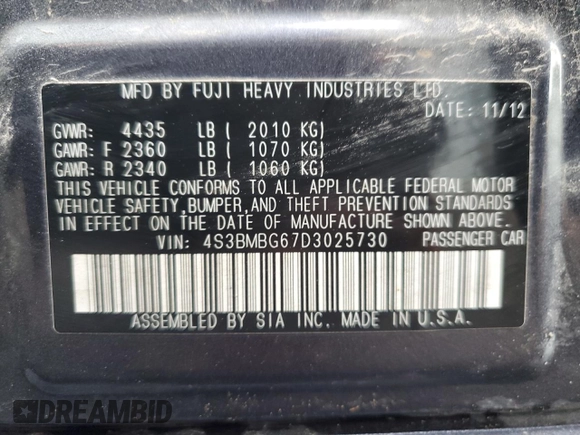 MFD BY FUJI HEAVY INDUSTRIES LTD.
DATE: 11/12
GVWR: 4435 LB ( 2010 KG)
GAWR: F 2360 LB ( 1070 KG)
GAWR: R 2340 LB ( 1060 KG)
THIS VEHICLE CONFORMS TO ALL APPLICABLE FEDERAL MOTOR
VEHICLE SAFETY, BUMPER, AND THEFT PREVENTION STANDARDS
IN EFFECT ON THE DATE OF MANUFACTURE SHOWN ABOVE.
VIN: 4S3BMBG67D3025730 PASSENGER CAR
ASSEMBLED BY SIA INC. MADE IN U.S.A.
DREAMBID